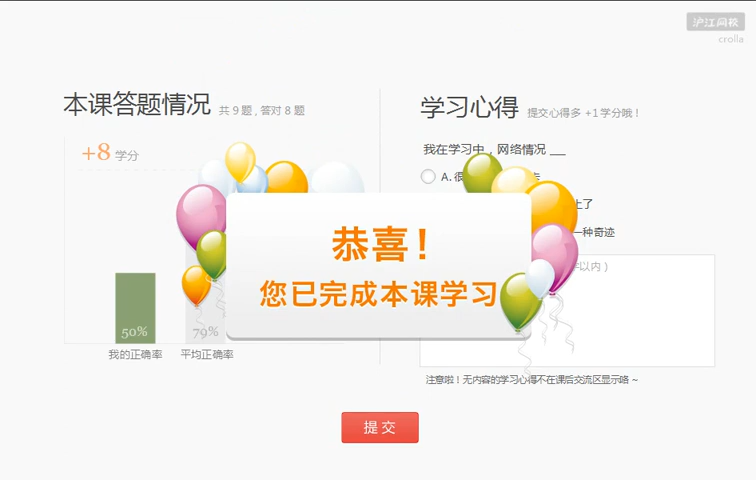 沪江网校
crolla
本课答题情况 共 9 题 , 答对 8 题
+8 学分
50%
79%
我的正确率 平均正确率
学习心得 提交心得多 +1 学分哦！
我在学习中，网络情况 ___
A. 很
上了
一种奇迹
字以内 )
恭喜！
您已完成本课学习
注意啦！无内容的学习心得不在课后交流区显示咯 ~
提 交